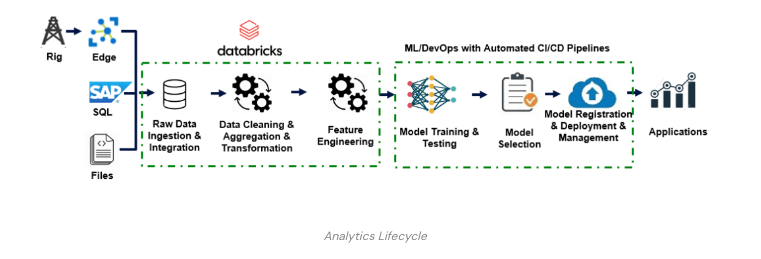 Rig
Edge
databricks
ML/DevOps with Automated CI/CD Pipelines
SAP
SQL
Files
Raw Data
Ingestion &
Integration
Data Cleaning &
Aggregation &
Transformation
Feature
Engineering
Model Training &
Testing
Model
Selection
Model Registration
& Deployment &
Management
Applications
Analytics Lifecycle